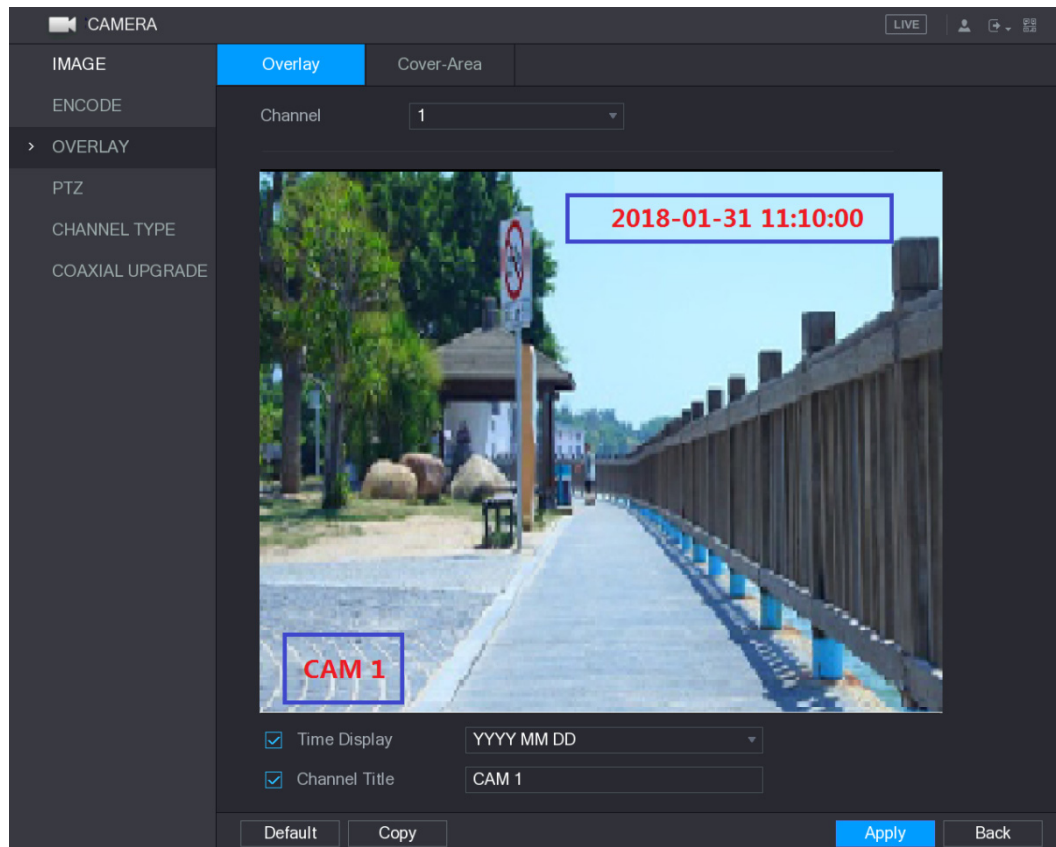 CAMERA
LIVE
IMAGE
ENCODE
OVERLAY
PTZ
CHANNEL TYPE
COAXIAL UPGRADE
Overlay
Cover-Area
Channel
1
2018-01-31 11:10:00
CAM 1
Time Display
YYYY MM DD
Channel Title
CAM 1
Default
Copy
Apply
Back